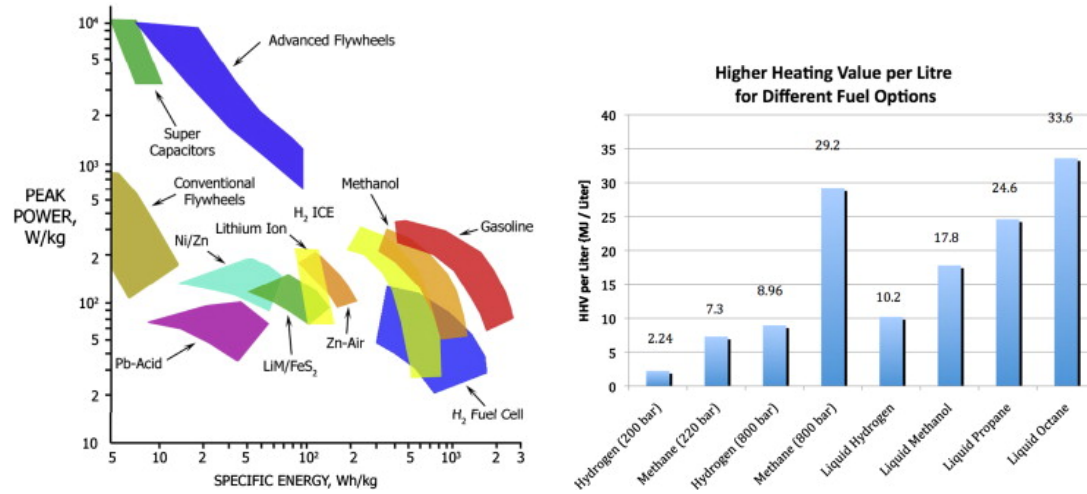 10⁴
5
2
10³
5
2
10²
5
2
10
PEAK
POWER,
W/kg
Advanced Flywheels
Super
Capacitors
Conventional
Flywheels
Ni/Zn
Lithium Ion
H₂ ICE
Methanol
Gasoline
Pb-Acid
LiM/FeS₂
Zn-Air
H₂ Fuel Cell
5 10 2 5 10² 2 5 10³ 2 3
SPECIFIC ENERGY, Wh/kg
Higher Heating Value per Litre
for Different Fuel Options
HHV per Liter {MJ / Liter]
40
35
30
25
20
15
10
5
0
2.24
7.3
8.96
29.2
10.2
17.8
24.6
33.6
Hydrogen (200 bar)
Methane (220 bar)
Hydrogen (800 bar)
Methane (800 bar)
Liquid Hydrogen
Liquid Methanol
Liquid Propane
Liquid Octane